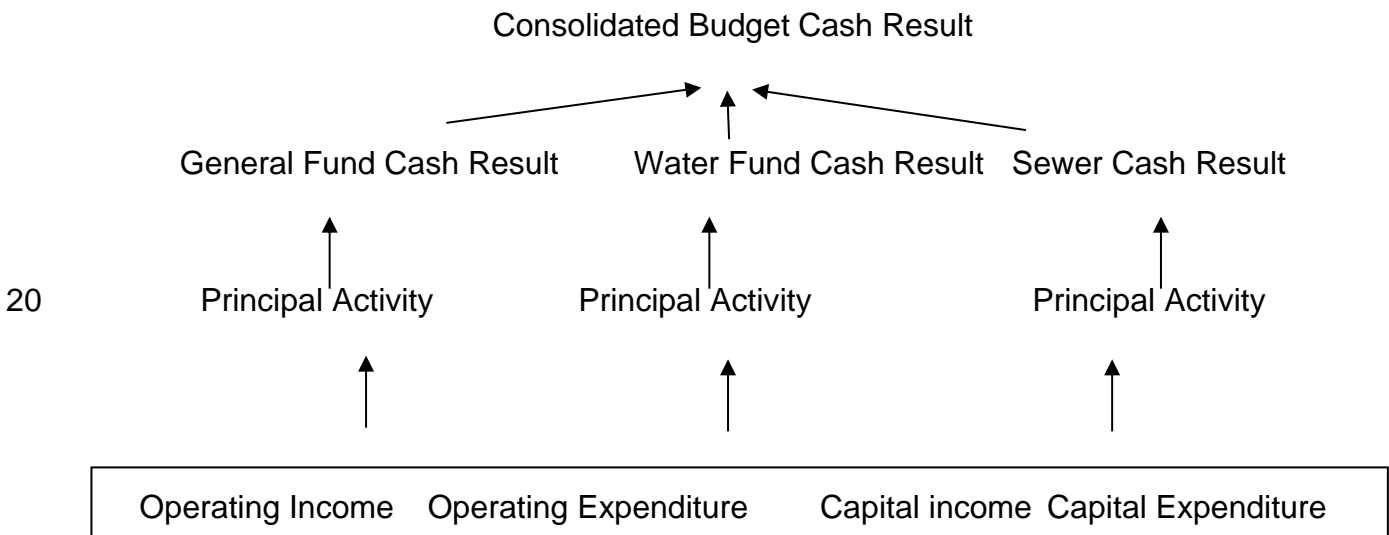 Consolidated Budget Cash Result
General Fund Cash Result Water Fund Cash Result Sewer Cash Result
20 Principal Activity Principal Activity Principal Activity
Operating Income Operating Expenditure Capital income Capital Expenditure